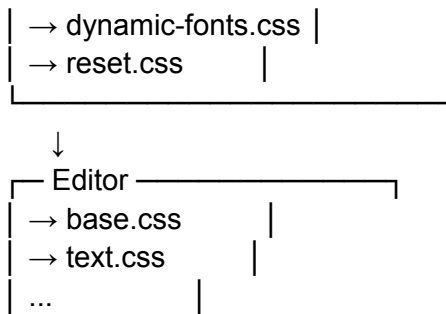 │ → dynamic-fonts.css │
│ → reset.css │
└────────────────────
↓
┌─ Editor ────────────┐
│ → base.css │
│ → text.css │
│ ... │